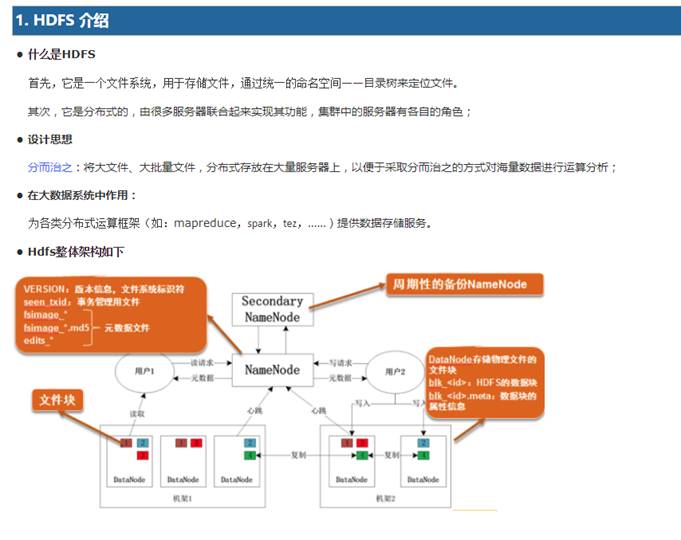 1. HDFS 介绍
● 什么是HDFS
首先，它是一个文件系统，用于存储文件，通过统一的命名空间——目录树来定位文件。
其次，它是分布式的，由很多服务器联合起来实现其功能，集群中的服务器有各自的角色；
● 设计思想
分而治之：将大文件、大批量文件，分布式存放在大量服务器上，以便于采取分而治之的方式对海量数据进行运算分析；
● 在大数据系统中作用：
为各类分布式运算框架（如：mapreduce，spark，tez，……）提供数据存储服务。
● Hdfs整体架构如下
VERSION：版本信息，文件系统标识符
seen_txid：事务管理用文件
fsimage_*
fsimage_*.md5
元数据文件
edits_*
Secondary
NameNode
周期性的备份NameNode
用户1
读请求
元数据
NameNode
写请求
元数据
用户2
DataNode存储物理文件的
文件块
blk_<id>：HDFS的数据块
blk_<id>.meta：数据块的
属性信息
文件块
读取
心跳
心跳
写入
写入
1
2
3
DataNode
1
3
DataNode
2
4
DataNode
机架1
复制
1
3
4
DataNode
复制
2
4
DataNode
机架2